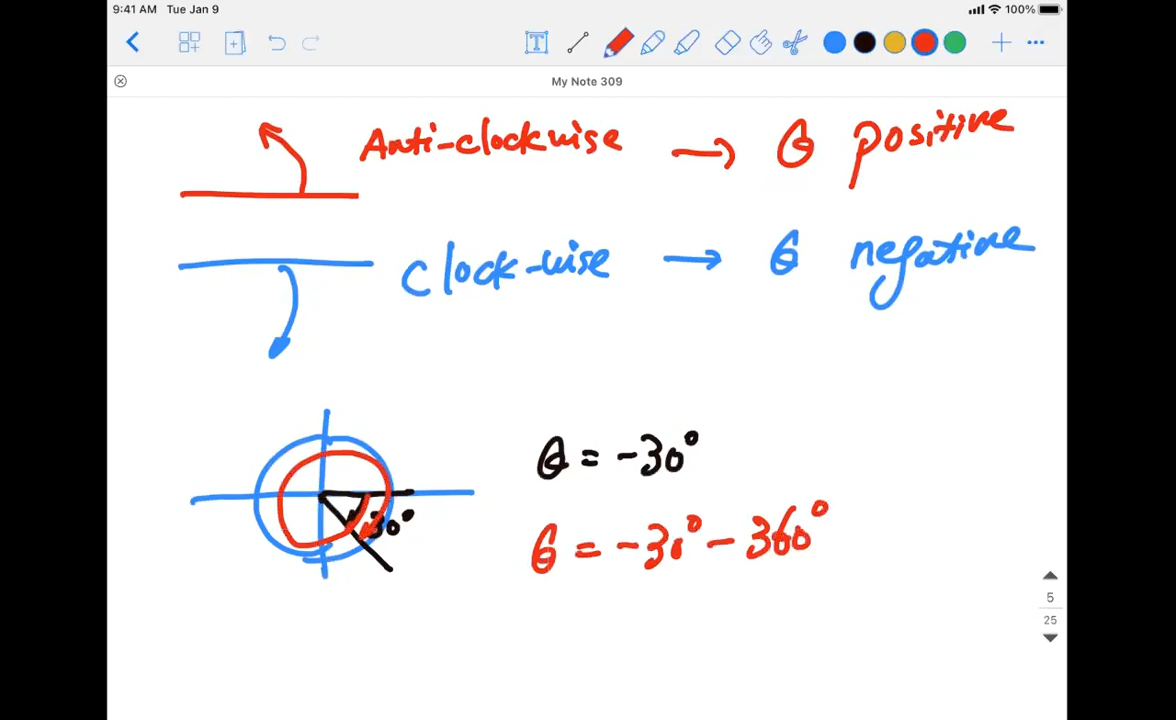 9:41 AM Tue Jan 9 100%
T
My Note 309
Anti-clockwise → θ positive
clock-wise → θ negative
30°
θ = -30°
θ = -30° - 360°
5
25